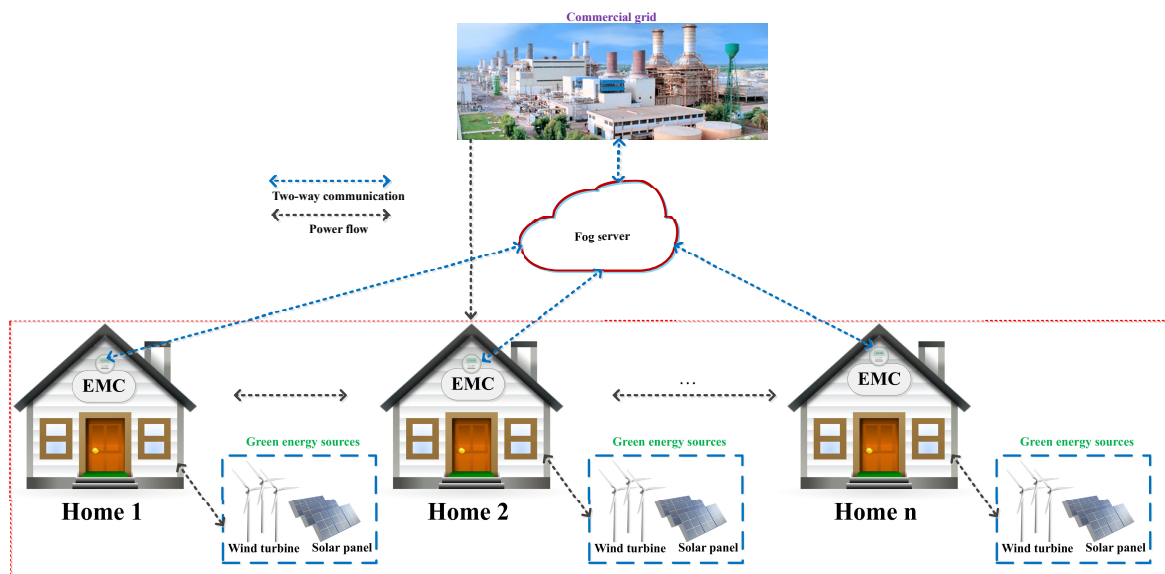 Commercial grid
Two-way communication
Power flow
Fog server
EMC
EMC
...
EMC
Green energy sources
Green energy sources
Green energy sources
Home 1
Home 2
Home n
Wind turbine
Solar panel
Wind turbine
Solar panel
Wind turbine
Solar panel